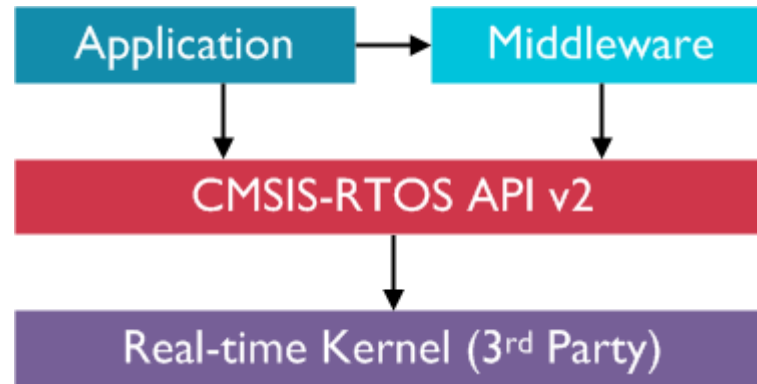 Application
Middleware
CMSIS-RTOS API v2
Real-time Kernel (3rd Party)